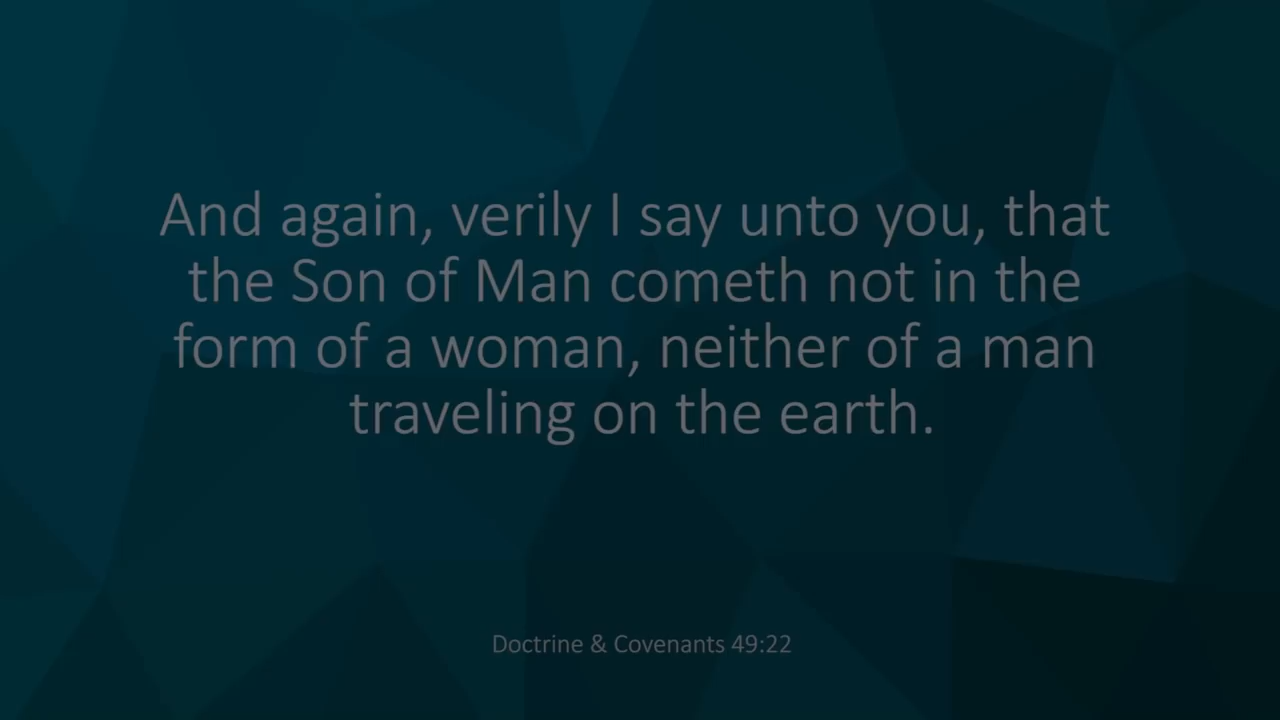 And again, verily I say unto you, that
the Son of Man cometh not in the
form of a woman, neither of a man
traveling on the earth.
Doctrine & Covenants 49:22